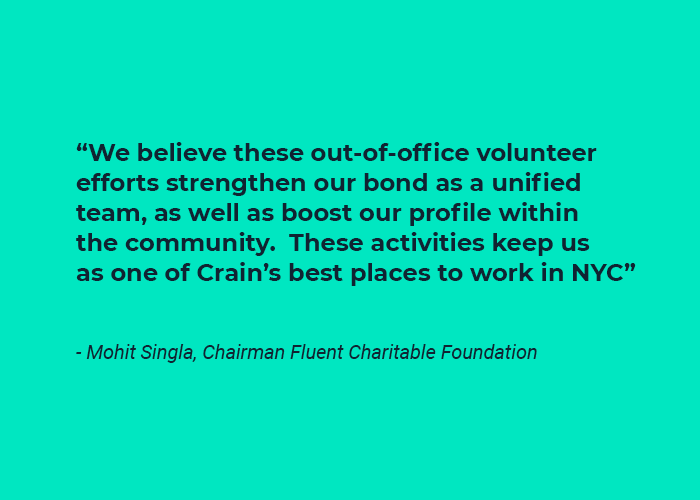 “We believe these out-of-office volunteer
efforts strengthen our bond as a unified
team, as well as boost our profile within
the community.  These activities keep us
as one of Crain’s best places to work in NYC”
- Mohit Singla, Chairman Fluent Charitable Foundation